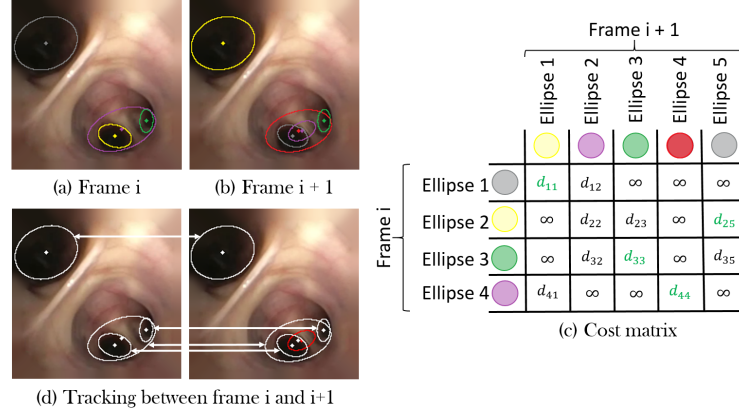 (a) Frame i
(b) Frame i + 1
(d) Tracking between frame i and i+1
Frame i + 1
Ellipse 1
Ellipse 2
Ellipse 3
Ellipse 4
Ellipse 5
Frame i
Ellipse 1 d₁₁ d₁₂ ∞ ∞ ∞
Ellipse 2 ∞ d₂₂ d₂₃ ∞ d₂₅
Ellipse 3 ∞ d₃₂ d₃₃ ∞ d₃₅
Ellipse 4 d₄₁ ∞ ∞ d₄₄ ∞
(c) Cost matrix